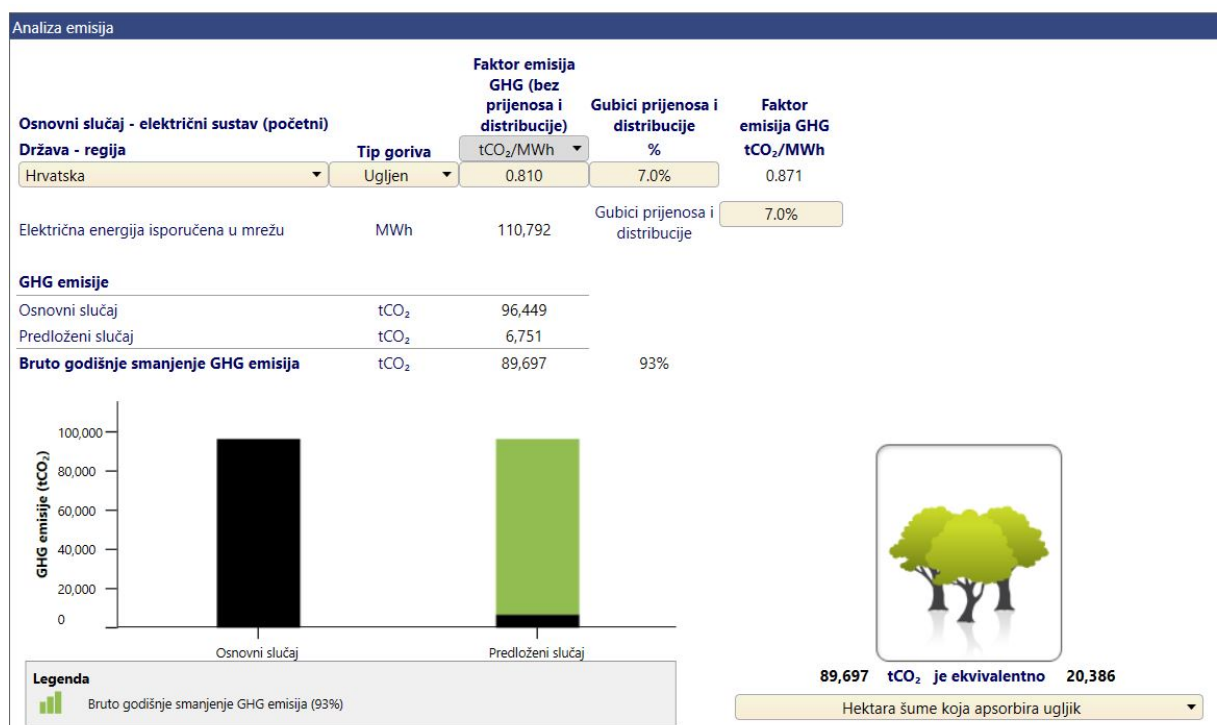 Analiza emisija
Faktor emisija
GHG (bez
prijenosa i
distribucije)
Gubici prijenosa i
distribucije
Faktor
emisija GHG
Osnovni slučaj - električni sustav (početni)
Država - regija Tip goriva tCO₂/MWh % tCO₂/MWh
Hrvatska Ugljen 0.810 7.0% 0.871
Električna energija isporučena u mrežu MWh 110,792
Gubici prijenosa i
distribucije
7.0%
GHG emisije
Osnovni slučaj tCO₂ 96,449
Predloženi slučaj tCO₂ 6,751
Bruto godišnje smanjenje GHG emisija tCO₂ 89,697 93%
GHG emisije (tCO₂)
100,000
80,000
60,000
40,000
20,000
0
Osnovni slučaj Predloženi slučaj
Legenda
Bruto godišnje smanjenje GHG emisija (93%)
89,697 tCO₂ je ekvivalentno 20,386
Hektara šume koja apsorbira ugljik